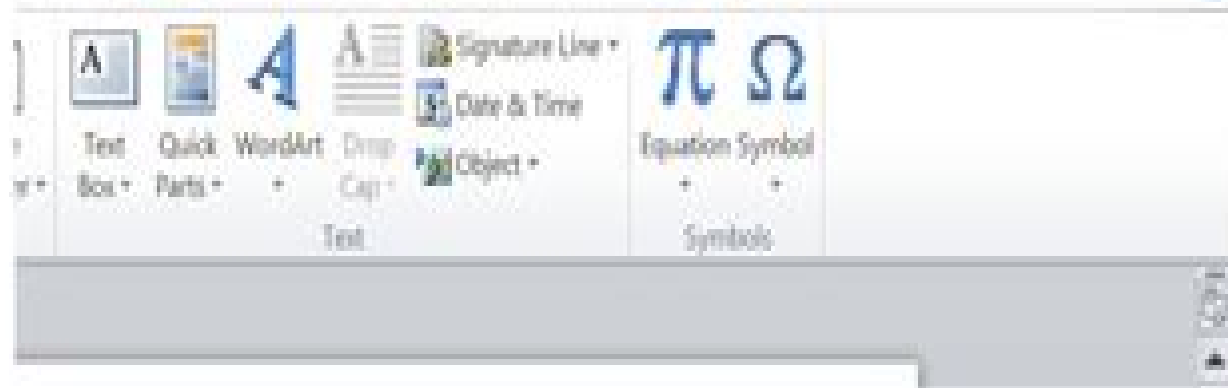 Text Box
Quick Parts
WordArt
Drop Cap
Signature Line
Date & Time
Object
Text
Equation
Symbol
Symbols